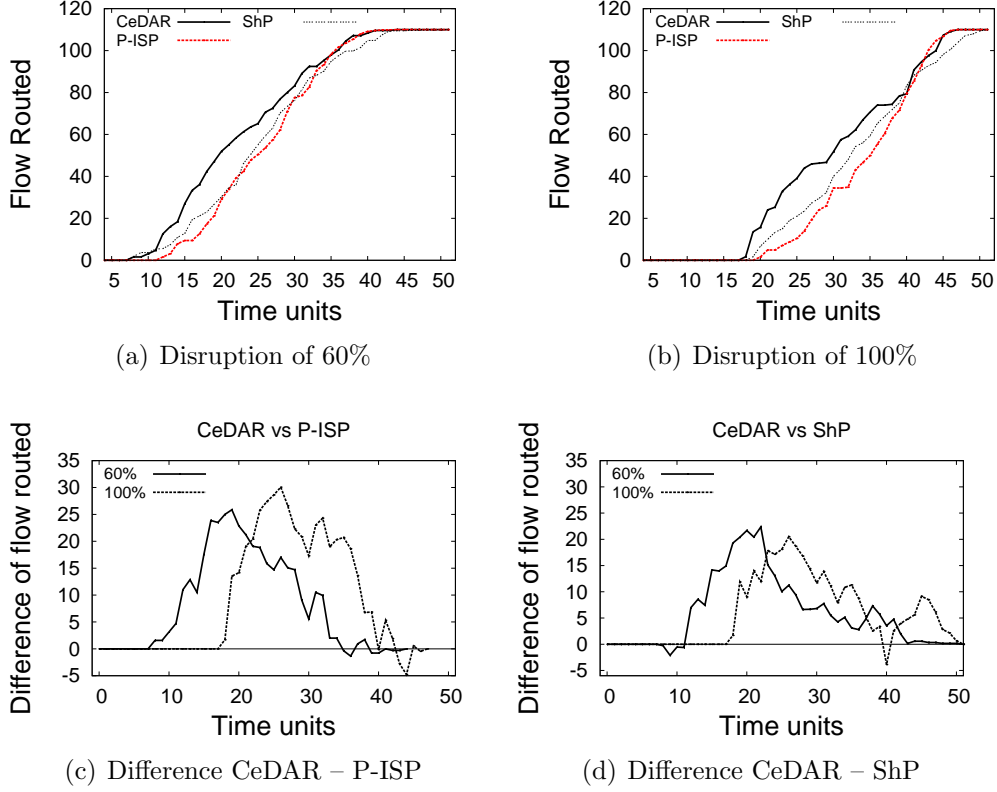 CeDAR ShP
P-ISP
120
100
80
60
40
20
0
Flow Routed
5 10 15 20 25 30 35 40 45 50
Time units
(a) Disruption of 60%
CeDAR ShP
P-ISP
120
100
80
60
40
20
0
Flow Routed
5 10 15 20 25 30 35 40 45 50
Time units
(b) Disruption of 100%
CeDAR vs P-ISP
60%
100%
35
30
25
20
15
10
5
0
-5
Difference of flow routed
0 10 20 30 40 50
Time units
(c) Difference CeDAR – P-ISP
CeDAR vs ShP
60%
100%
35
30
25
20
15
10
5
0
-5
Difference of flow routed
0 10 20 30 40 50
Time units
(d) Difference CeDAR – ShP